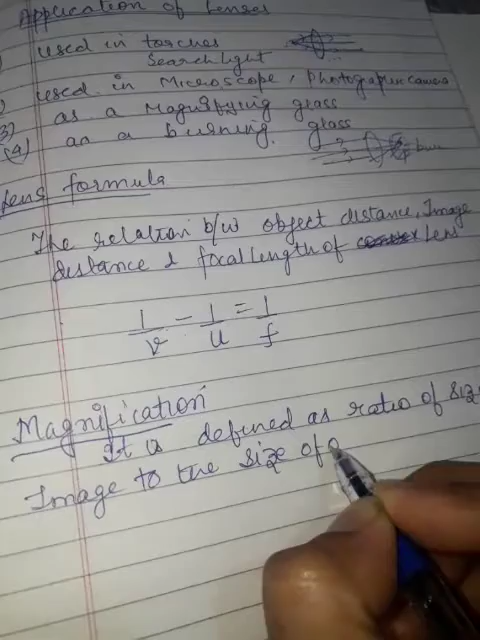 Application of Lenses
used in torches
Searchlight
used in Microscope, Photographic camera
3) as a Magnifying glass
(4) as a burning glass
Lens formula
The relation b/w object distance, Image
distance & focal length of Lens
1/v - 1/u = 1/f
Magnification
It is defined as ratio of size
Image to the size of o